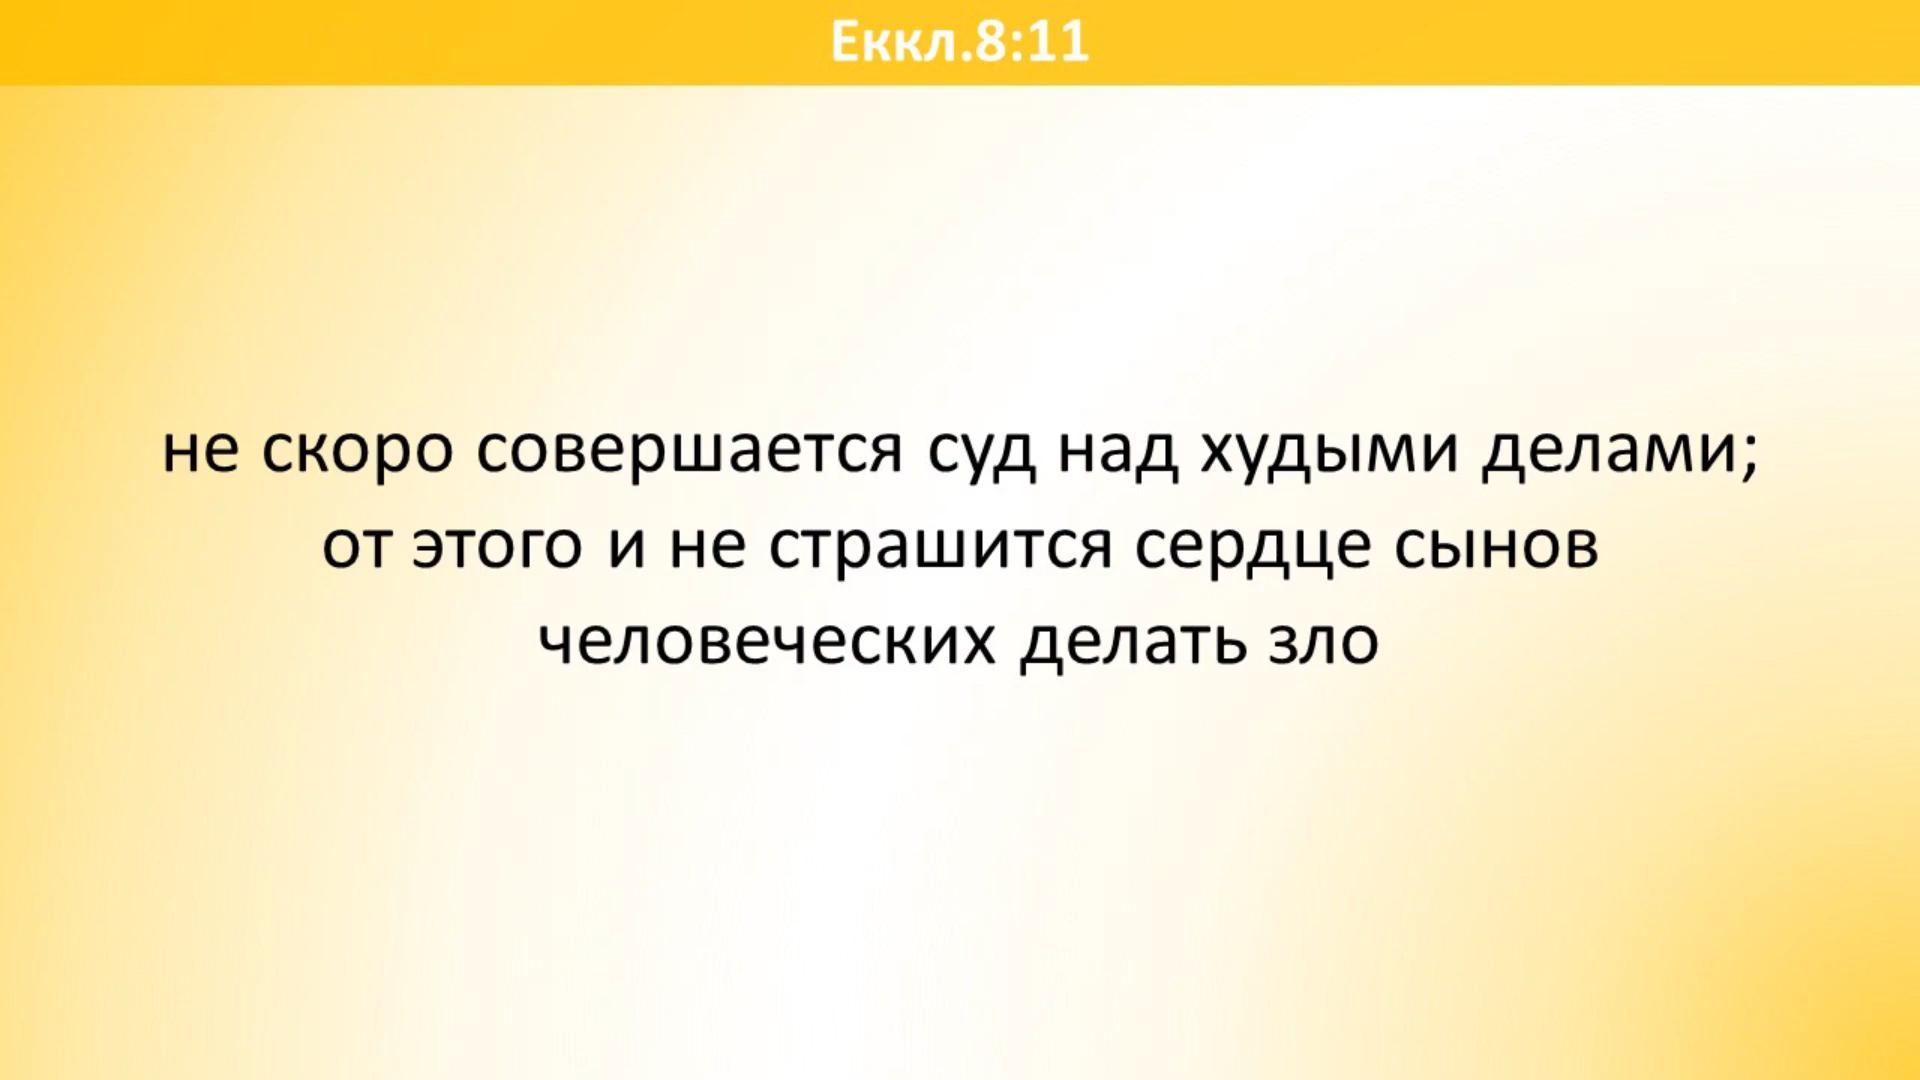 Еккл.8:11
не скоро совершается суд над худыми делами;
от этого и не страшится сердце сынов
человеческих делать зло